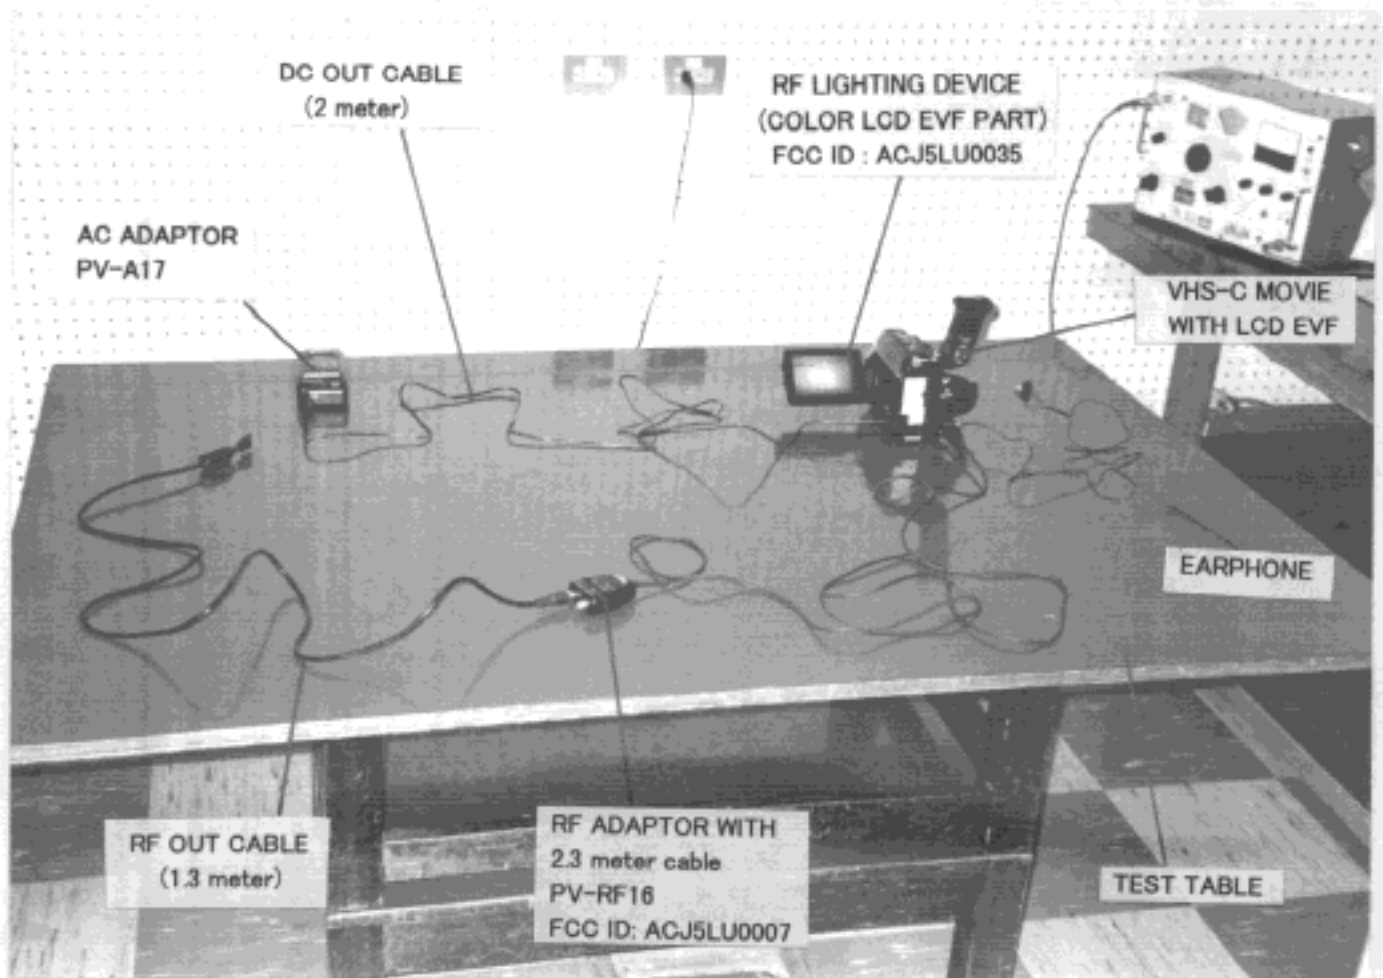 DC OUT CABLE
(2 meter)
RF LIGHTING DEVICE
(COLOR LCD EVF PART)
FCC ID : ACJ5LU0035
AC ADAPTOR
PV-A17
VHS-C MOVIE
WITH LCD EVF
EARPHONE
RF OUT CABLE
(1.3 meter)
RF ADAPTOR WITH
2.3 meter cable
PV-RF16
FCC ID: ACJ5LU0007
TEST TABLE